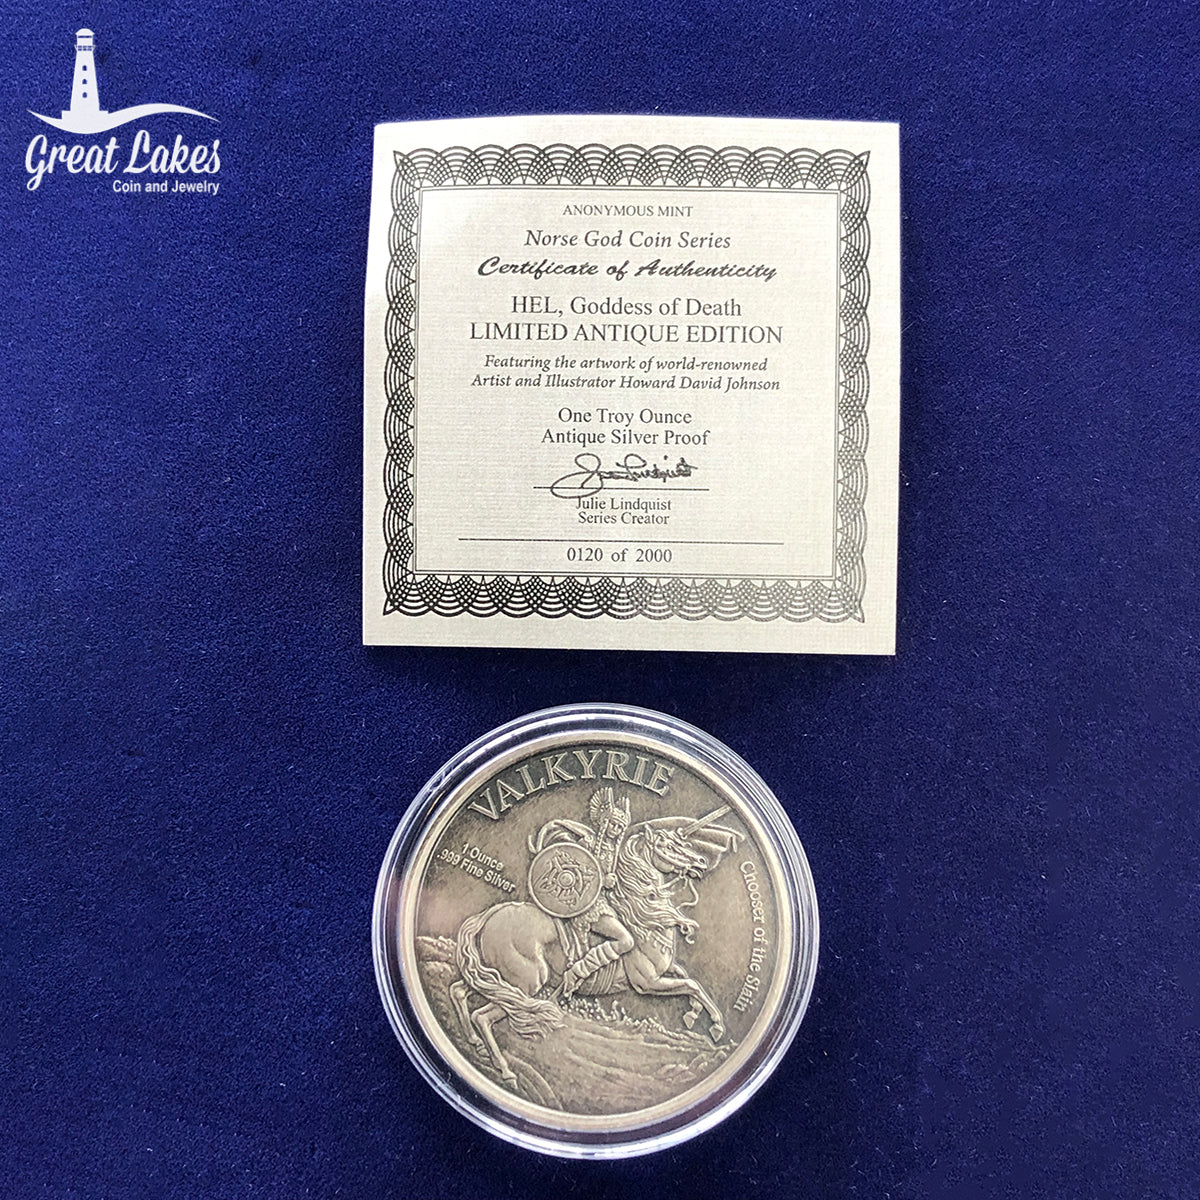 Great Lakes
Coin and Jewelry
ANONYMOUS MINT
Norse God Coin Series
Certificate of Authenticity
HEL, Goddess of Death
LIMITED ANTIQUE EDITION
Featuring the artwork of world-renowned
Artist and Illustrator Howard David Johnson
One Troy Ounce
Antique Silver Proof
Julie Lindquist
Julie Lindquist
Series Creator
0120 of 2000
VALKYRIE
1 Ounce
.999 Fine Silver
Chooser of the Slain